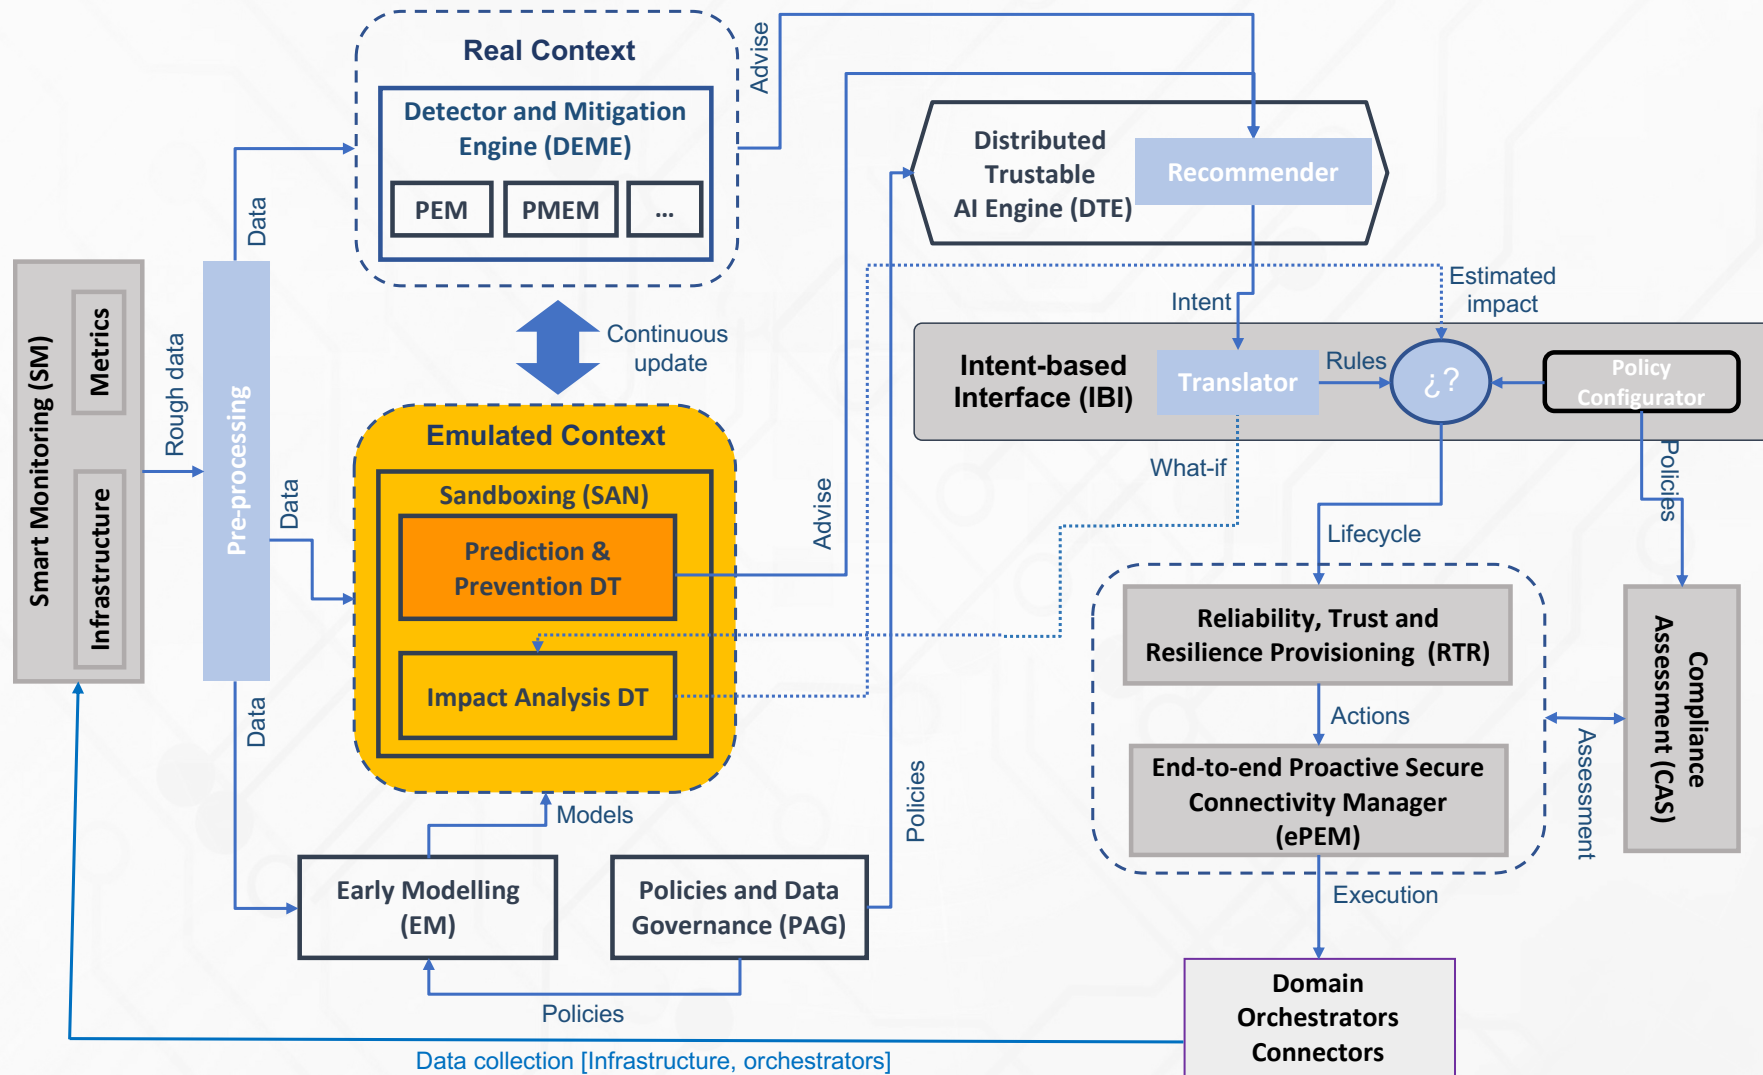 Real Context
Detector and Mitigation
Engine (DEME)
PEM
PMEM
...
Advise
Distributed
Trustable
AI Engine (DTE)
Recommender
Data
Smart Monitoring (SM)
Metrics
Infrastructure
Rough data
Pre-processing
Data
Data
Continuous
update
Intent
Estimated
impact
Intent-based
Interface (IBI)
Translator
Rules
¿?
Policy
Configurator
Emulated Context
Sandboxing (SAN)
Prediction &
Prevention DT
Impact Analysis DT
Advise
What-if
Lifecycle
Policies
Reliability, Trust and
Resilience Provisioning (RTR)
Actions
End-to-end Proactive Secure
Connectivity Manager
(ePEM)
Assessment
Compliance
Assessment (CAS)
Models
Policies
Early Modelling
(EM)
Policies and Data
Governance (PAG)
Policies
Execution
Domain
Orchestrators
Connectors
Data collection [Infrastructure, orchestrators]